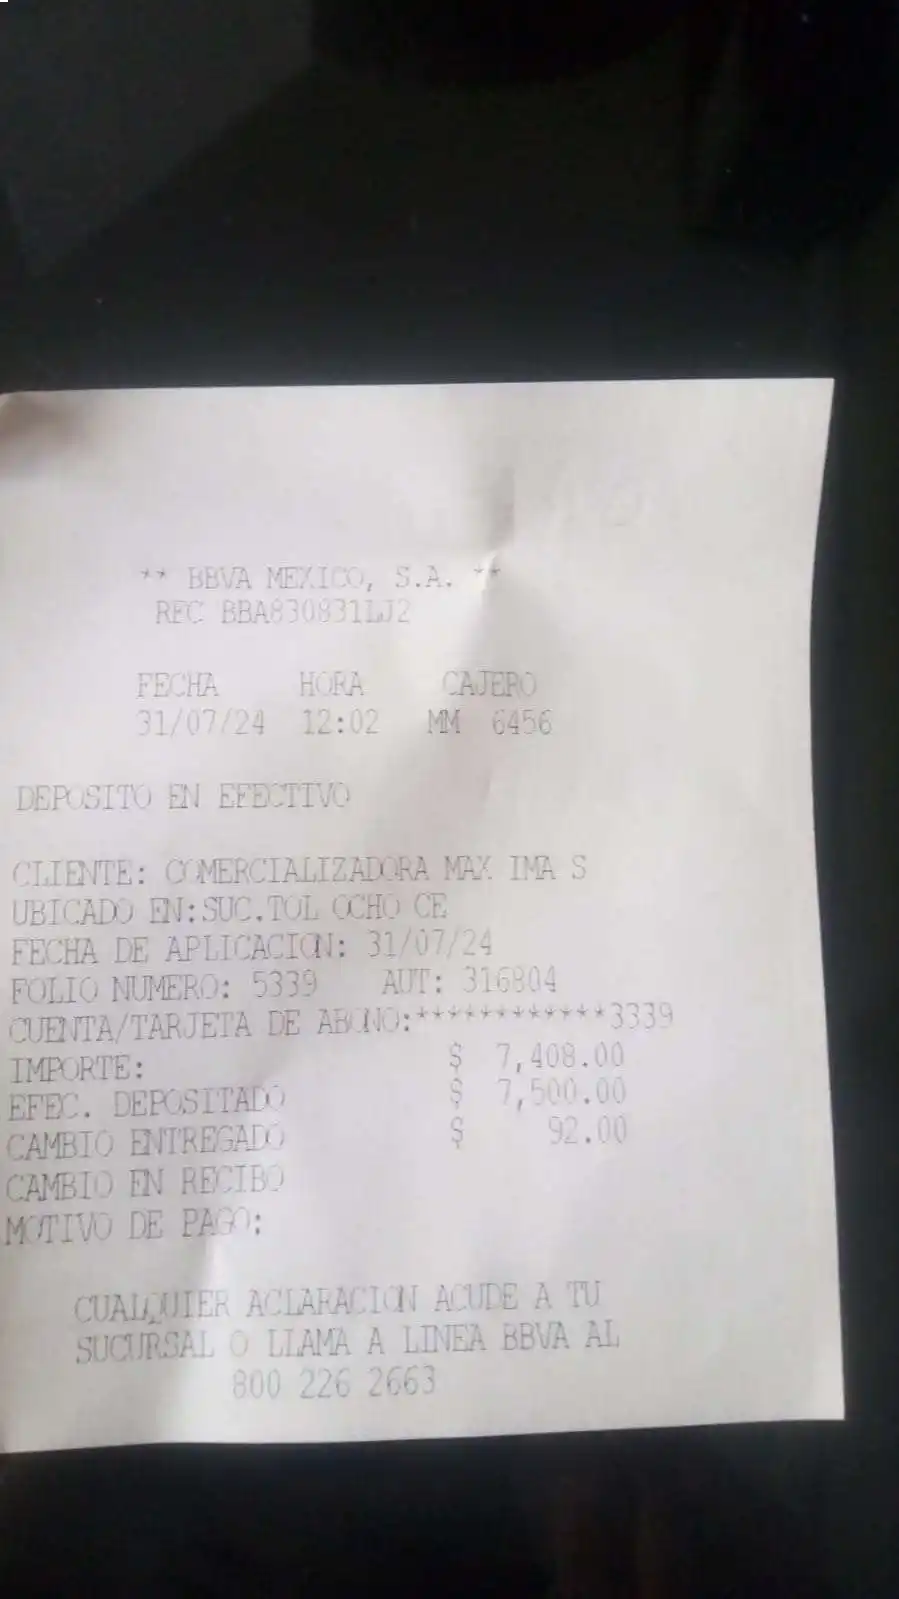 ** BBVA MEXICO, S.A. **
RFC BBA830831LJ2
FECHA HORA CAJERO
31/07/24 12:02 MM 6456
DEPOSITO EN EFECTIVO
CLIENTE: COMERCIALIZADORA MAX IMA S
UBICADO EN:SUC.TOL OCHO CE
FECHA DE APLICACION: 31/07/24
FOLIO NUMERO: 5339 AUT: 316804
CUENTA/TARJETA DE ABONO:************3339
IMPORTE: $ 7,408.00
EFEC. DEPOSITADO $ 7,500.00
CAMBIO ENTREGADO $ 92.00
CAMBIO EN RECIBO
MOTIVO DE PAGO:
CUALQUIER ACLARACION ACUDE A TU
SUCURSAL O LLAMA A LINEA BBVA AL
800 226 2663